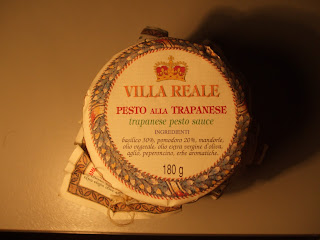 VILLA REALE
PESTO ALLA TRAPANESE
trapanese pesto sauce
INGREDIENTI
basilico 30%, pomodoro 20%, mandorle,
olio vegetale, olio extra vergine d'oliva,
aglio, peperoncino, erbe aromatiche.
180 g